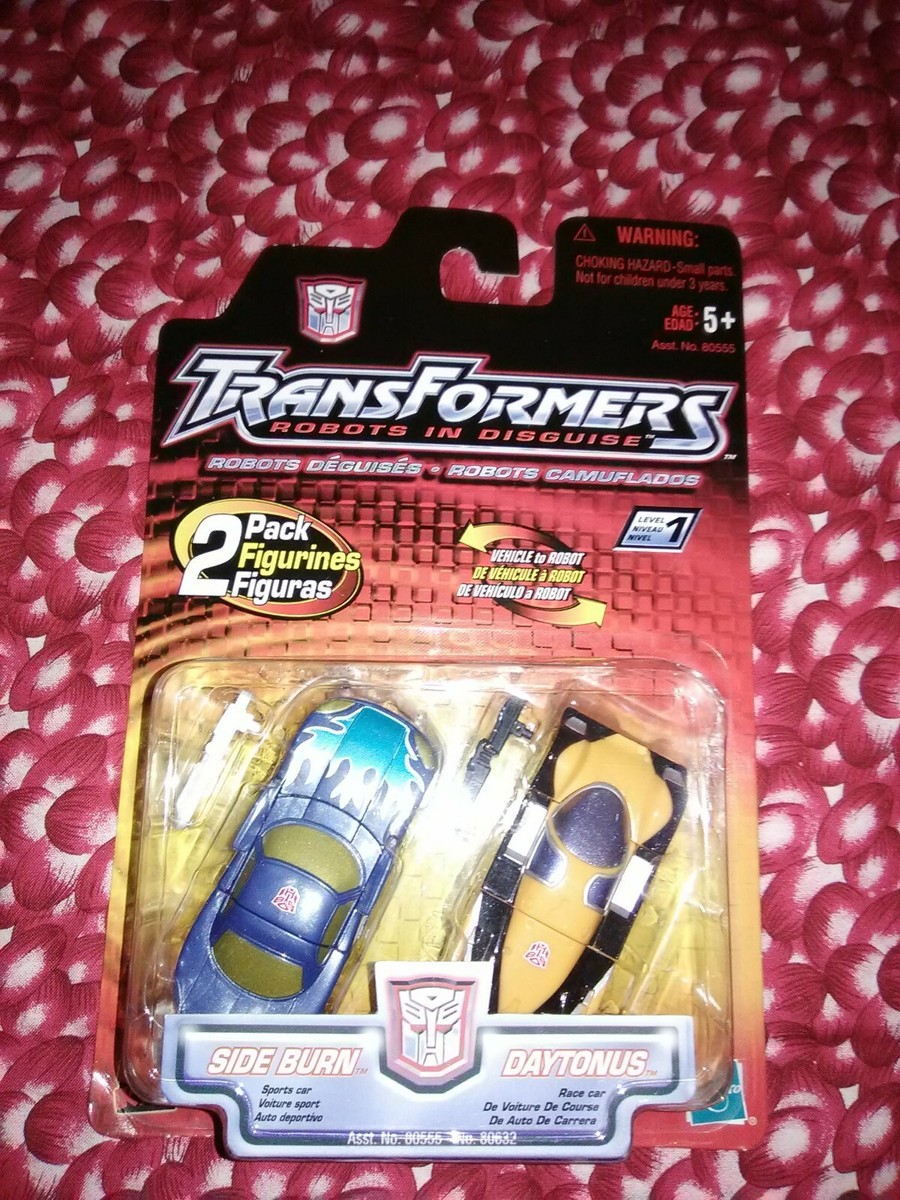 WARNING:
CHOKING HAZARD-Small parts.
Not for children under 3 years.
AGE-
EDAD- 5+
Asst. No. 80555
TRANSFORMERS
ROBOTS IN DISGUISE™
™
ROBOTS DÉGUISÉS • ROBOTS CAMUFLADOS
2 Pack
Figurines
Figuras
VEHICLE to ROBOT
DE VÉHICULE à ROBOT
DE VEHÍCULO a ROBOT
LEVEL
NIVEAU
NIVEL
1
SIDE BURN™
Sports car
Voiture sport
Auto deportivo
DAYTONUS™
Race car
De Voiture De Course
De Auto De Carrera
Asst. No. 80555 No. 80632
®